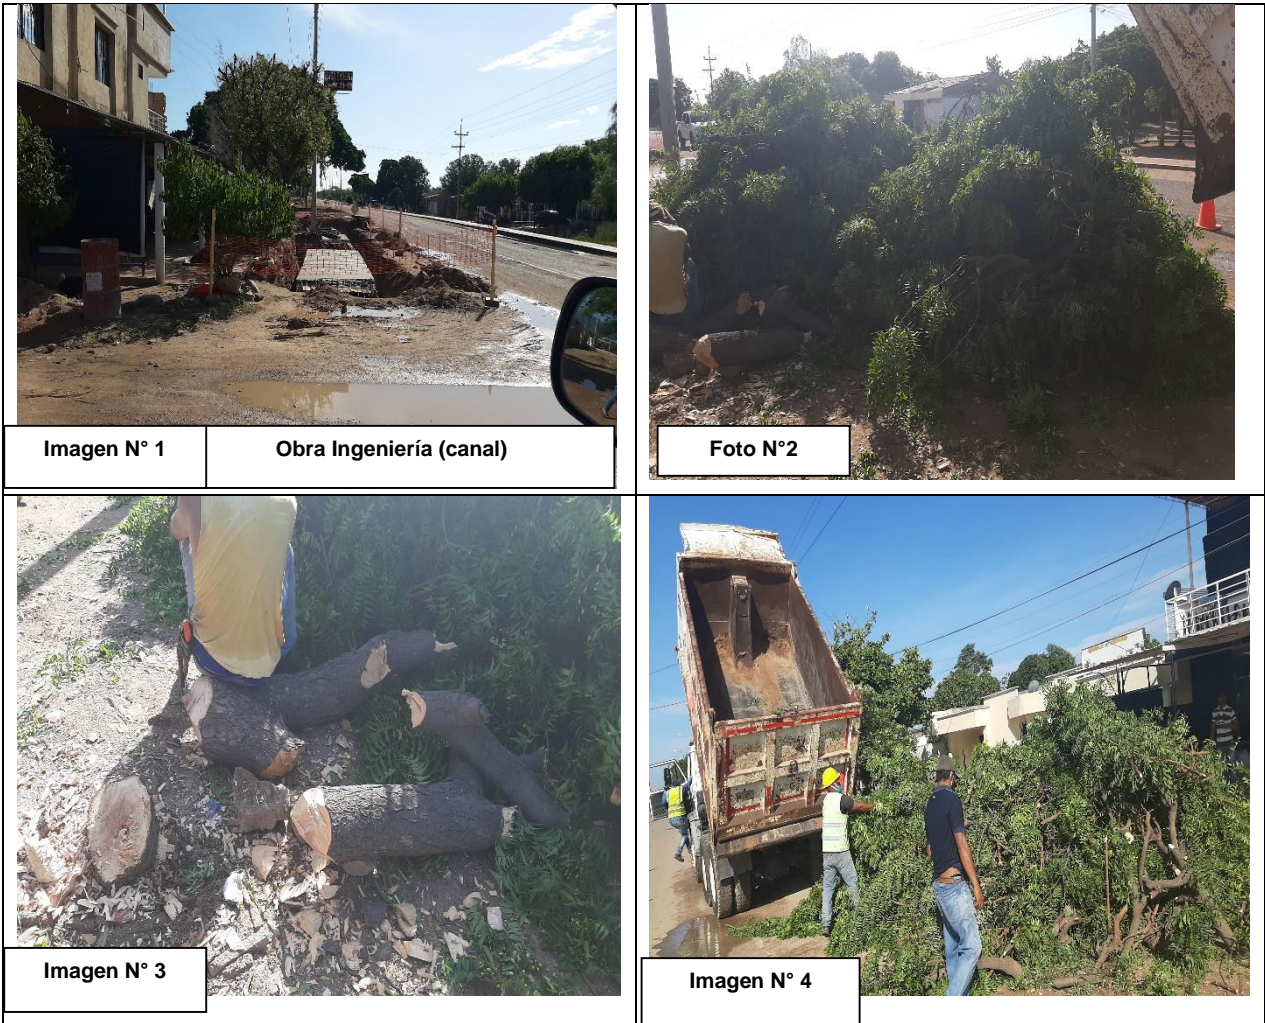 Imagen N° 1
Obra Ingeniería (canal)
Foto N°2
Imagen N° 3
Imagen N° 4